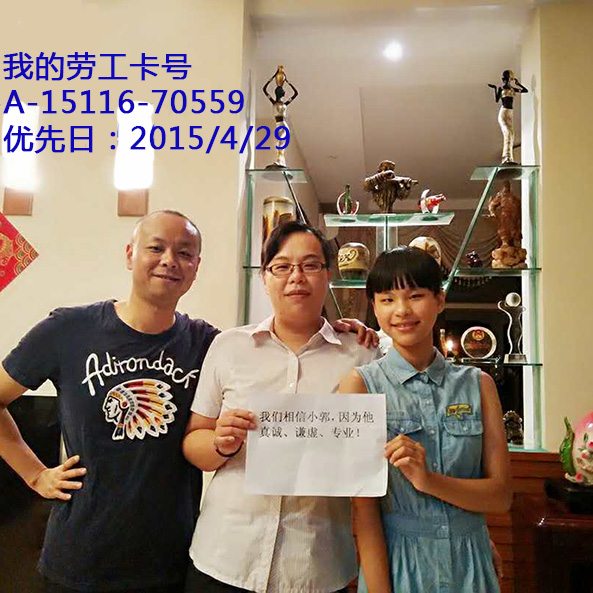 我的劳工卡号
A-15116-70559
优先日：2015/4/29
Adirondack
我们相信小郭，因为他
真诚、谦虚、专业！